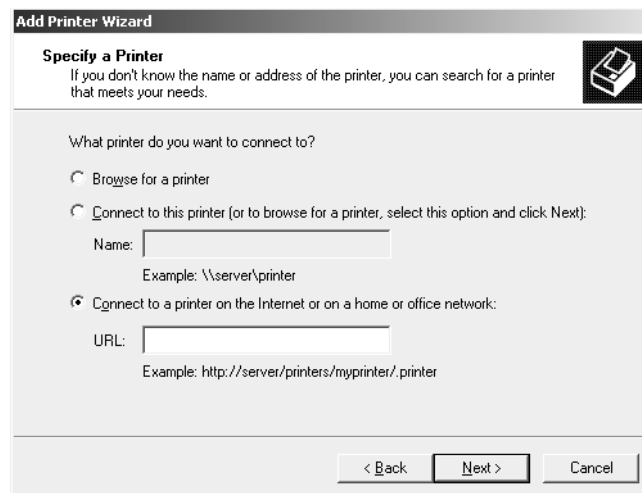 Add Printer Wizard
Specify a Printer
If you don't know the name or address of the printer, you can search for a printer
that meets your needs.
What printer do you want to connect to?
Browse for a printer
Connect to this printer (or to browse for a printer, select this option and click Next):
Name:
Example: \\server\printer
Connect to a printer on the Internet or on a home or office network:
URL:
Example: http://server/printers/myprinter/.printer
< Back Next > Cancel